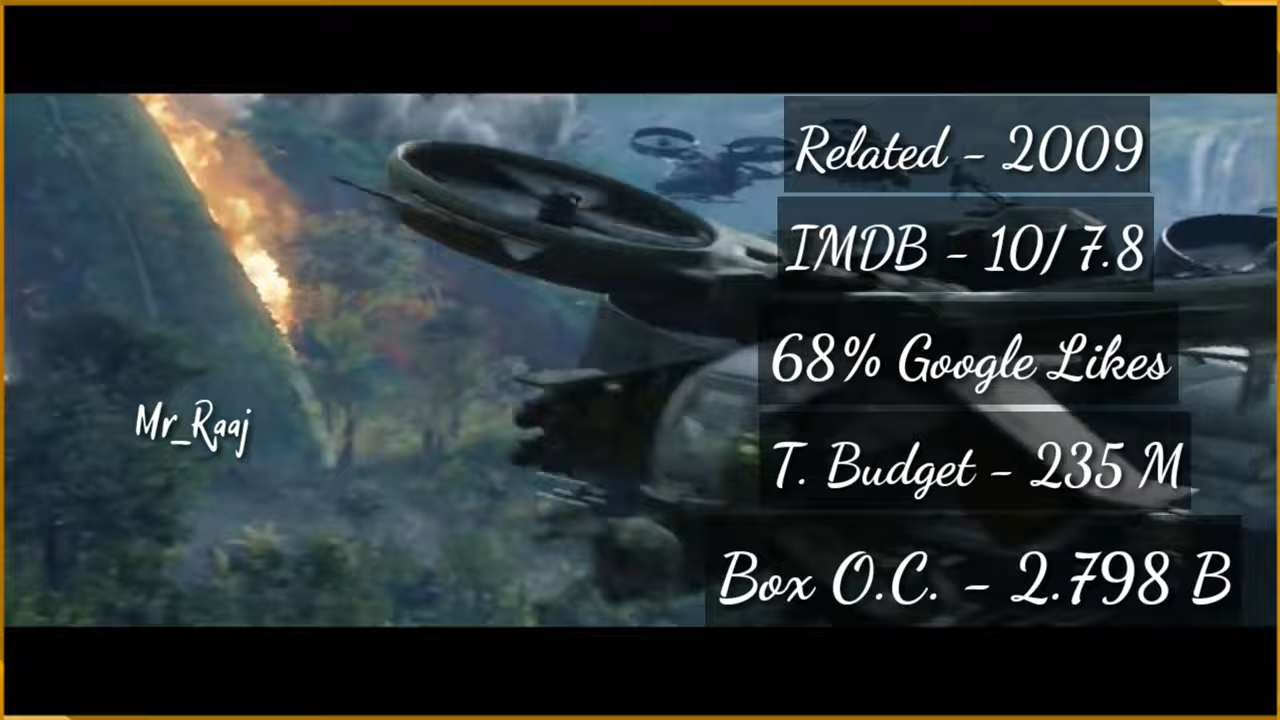 Related - 2009
IMDB - 10/ 7.8
68% Google Likes
Mr_Raaj
T. Budget - 235 M
Box O.C. - 2.798 B